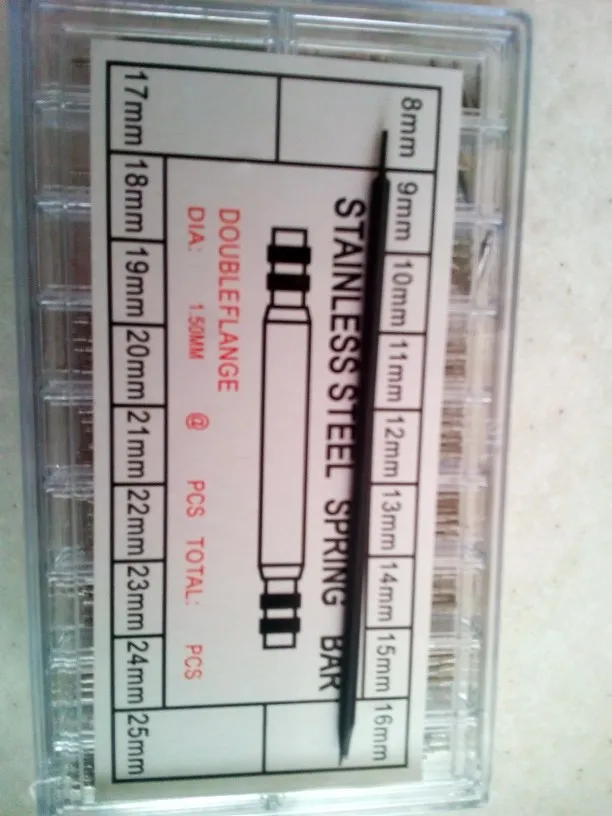 8mm 9mm 10mm 11mm 12mm 13mm 14mm 15mm 16mm
STAINLESS STEEL SPRING BAR
DOUBLEFLANGE
DIA: 1.50MM @ PCS TOTAL: PCS
17mm 18mm 19mm 20mm 21mm 22mm 23mm 24mm 25mm